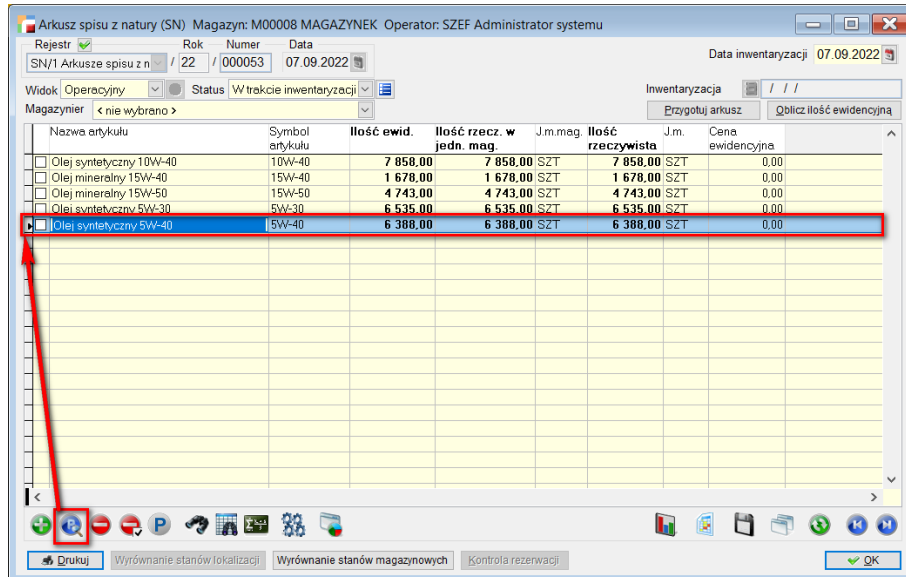 Arkusz spisu z natury (SN) Magazyn: M00008 MAGAZYNEK Operator: SZEF Administrator systemu
Rejestr Rok Numer Data
SN/1 Arkusze spisu z n / 22 / 000053 07.09.2022 Data inwentaryzacji 07.09.2022
Widok Operacyjny Status W trakcie inwentaryzacji Inwentaryzacja / / /
Magazynier < nie wybrano > Przygotuj arkusz Oblicz ilość ewidencyjną
Nazwa artykułu Symbol artykułu Ilość ewid. Ilość rzecz. w jedn. mag. J.m.mag. Ilość rzeczywista J.m. Cena ewidencyjna
Olej syntetyczny 10W-40 10W-40 7 858,00 7 858,00 SZT 7 858,00 SZT 0,00
Olej mineralny 15W-40 15W-40 1 678,00 1 678,00 SZT 1 678,00 SZT 0,00
Olej mineralny 15W-50 15W-50 4 743,00 4 743,00 SZT 4 743,00 SZT 0,00
Olej syntetyczny 5W-30 5W-30 6 535,00 6 535,00 SZT 6 535,00 SZT 0,00
Olej syntetyczny 5W-40 5W-40 6 388,00 6 388,00 SZT 6 388,00 SZT 0,00
P
Drukuj Wyrównanie stanów lokalizacji Wyrównanie stanów magazynowych Kontrola rezerwacji OK